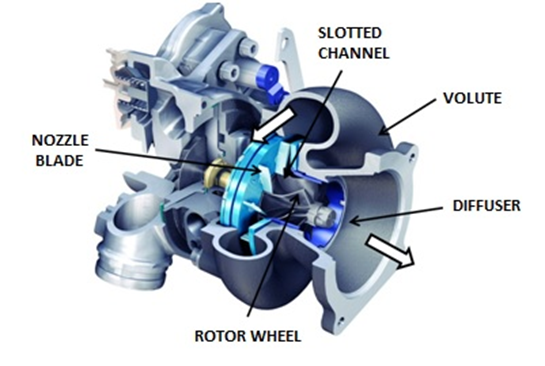 SLOTTED
CHANNEL
VOLUTE
NOZZLE
BLADE
DIFFUSER
ROTOR WHEEL